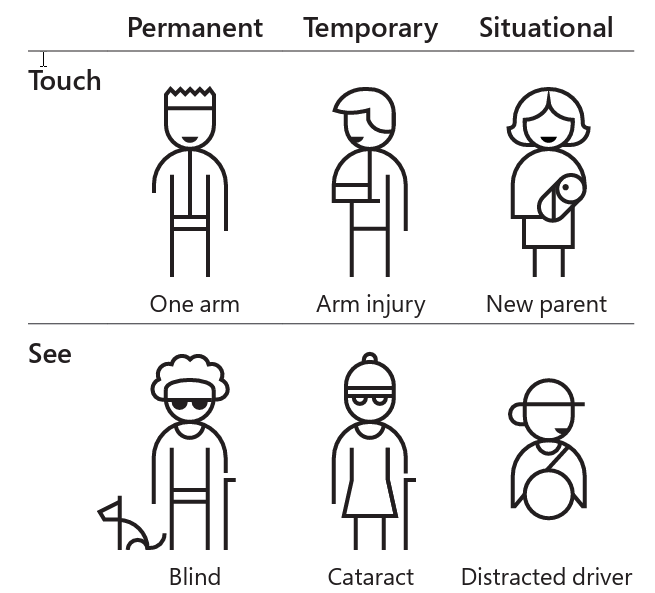 Permanent Temporary Situational
Touch
One arm Arm injury New parent
See
Blind Cataract Distracted driver